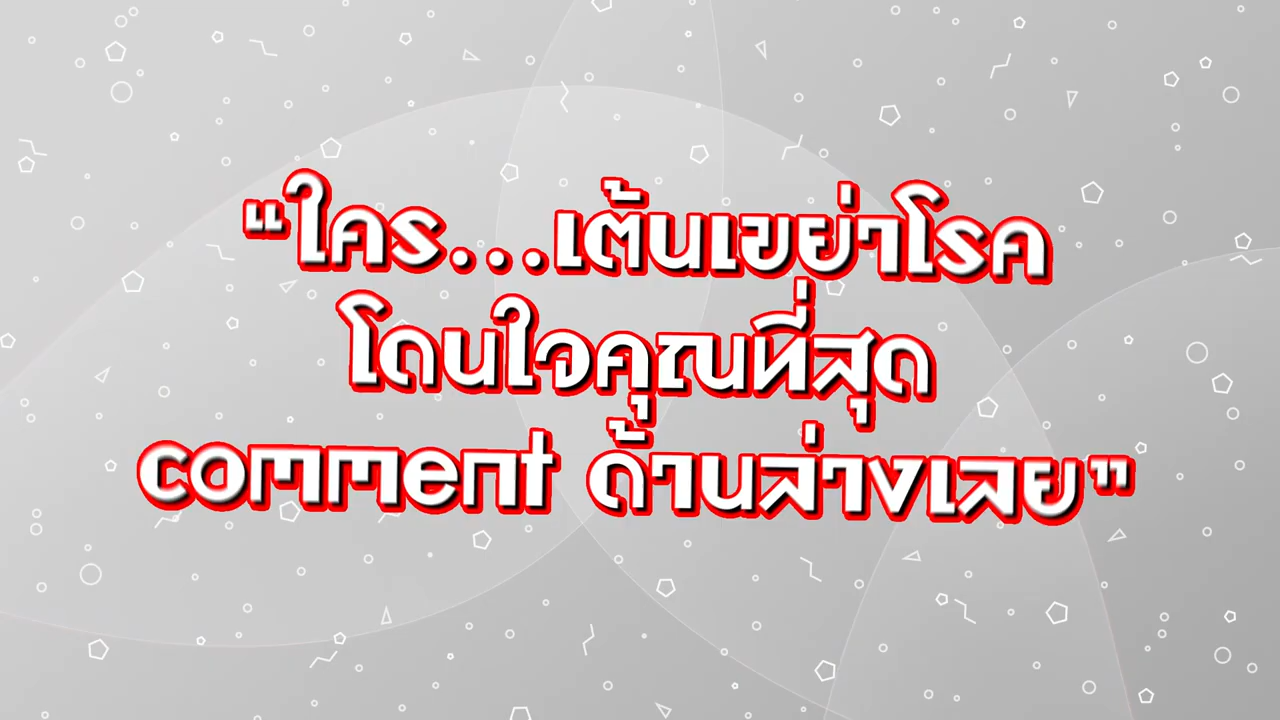 “ใคร...เต้นเขย่าโรค
โดนใจคุณที่สุด
comment ด้านล่างเลย”